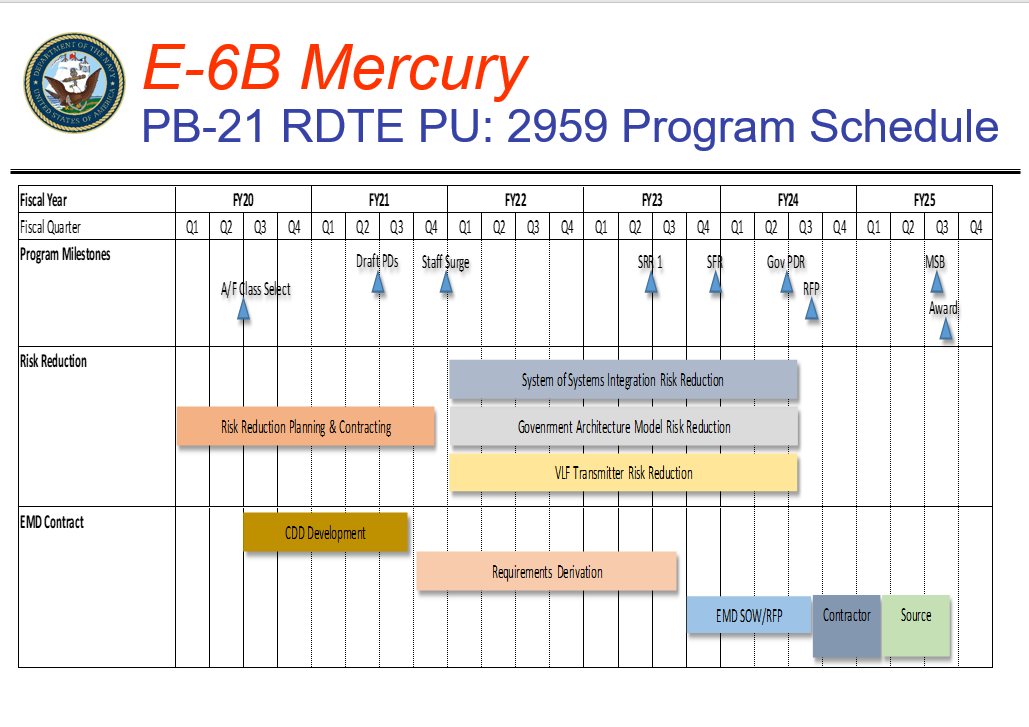 DEPARTMENT OF THE NAVY
UNITED STATES OF AMERICA
E-6B Mercury
PB-21 RDTE PU: 2959 Program Schedule
Fiscal Year FY20 FY21 FY22 FY23 FY24 FY25
Fiscal Quarter Q1 Q2 Q3 Q4 Q1 Q2 Q3 Q4 Q1 Q2 Q3 Q4 Q1 Q2 Q3 Q4 Q1 Q2 Q3 Q4 Q1 Q2 Q3 Q4
Program Milestones
Draft PDs Staff Surge SRR 1 SFR Gov PDR MSB
A/F Class Select RFP
Award
Risk Reduction
System of Systems Integration Risk Reduction
Risk Reduction Planning & Contracting Govenrment Architecture Model Risk Reduction
VLF Transmitter Risk Reduction
EMD Contract
CDD Development
Requirements Derivation
EMD SOW/RFP Contractor Source